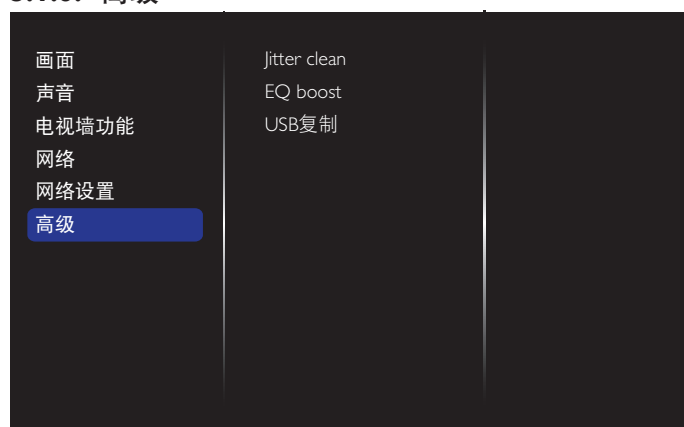 画面
声音
电视墙功能
网络
网络设置
高级
Jitter clean
EQ boost
USB复制